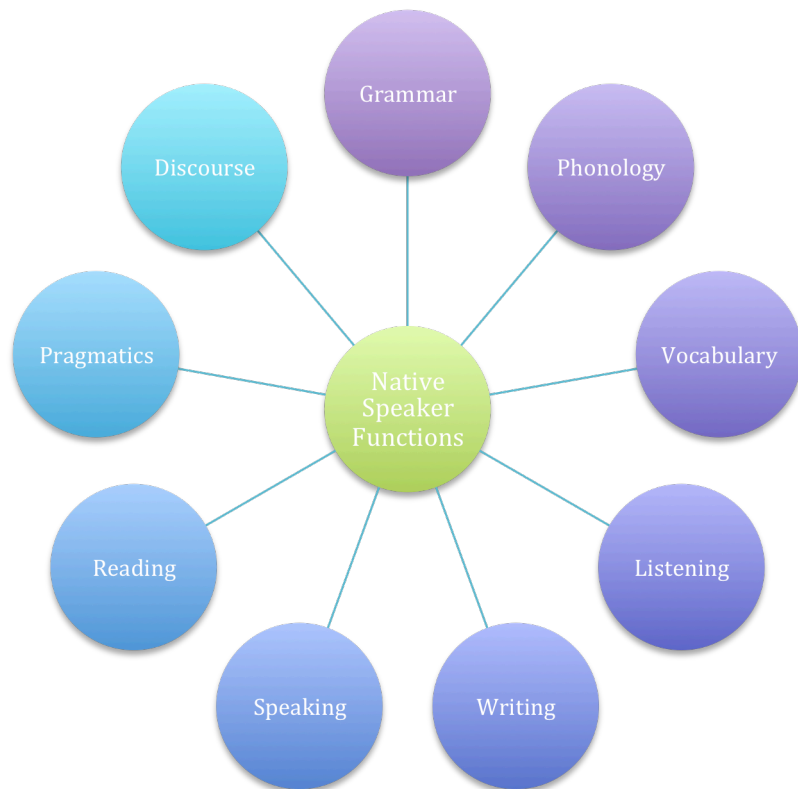 Grammar
Phonology
Vocabulary
Listening
Writing
Speaking
Reading
Pragmatics
Discourse
Native
Speaker
Functions